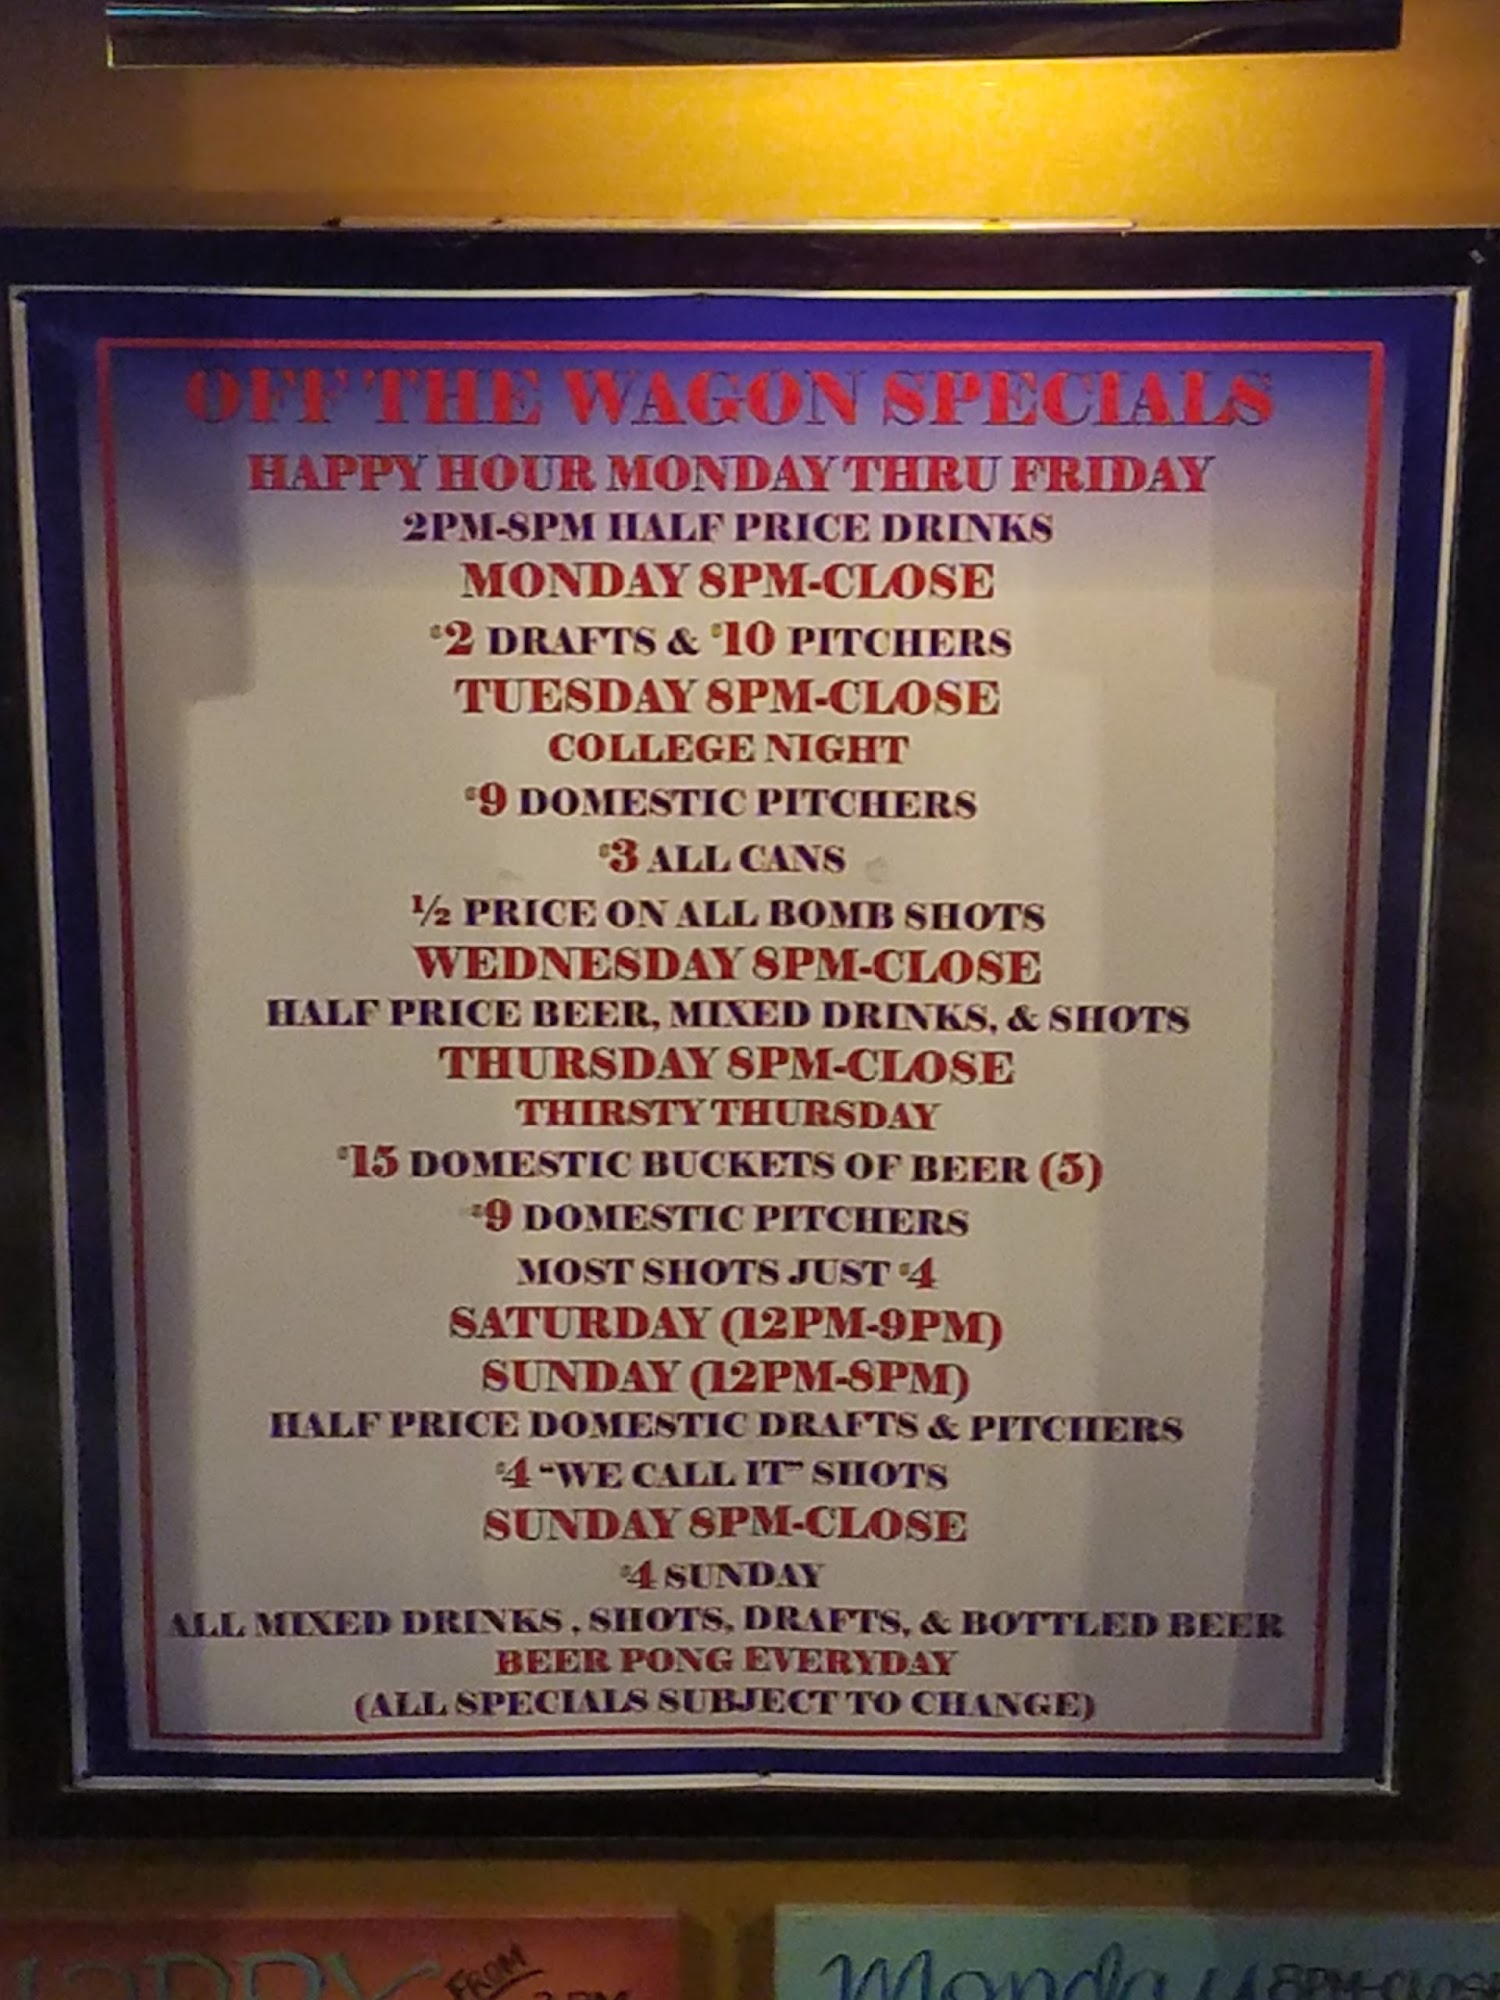 OFF THE WAGON SPECIALS
HAPPY HOUR MONDAY THRU FRIDAY
2PM-8PM HALF PRICE DRINKS
MONDAY 8PM-CLOSE
$2 DRAFTS & $10 PITCHERS
TUESDAY 8PM-CLOSE
COLLEGE NIGHT
$9 DOMESTIC PITCHERS
$3 ALL CANS
½ PRICE ON ALL BOMB SHOTS
WEDNESDAY 8PM-CLOSE
HALF PRICE BEER, MIXED DRINKS, & SHOTS
THURSDAY 8PM-CLOSE
THIRSTY THURSDAY
$15 DOMESTIC BUCKETS OF BEER (5)
$9 DOMESTIC PITCHERS
MOST SHOTS JUST $4
SATURDAY (12PM-9PM)
SUNDAY (12PM-8PM)
HALF PRICE DOMESTIC DRAFTS & PITCHERS
$4 "WE CALL IT" SHOTS
SUNDAY 8PM-CLOSE
$4 SUNDAY
ALL MIXED DRINKS , SHOTS, DRAFTS, & BOTTLED BEER
BEER PONG EVERYDAY
(ALL SPECIALS SUBJECT TO CHANGE)
HAPPY FROM
Monday 8PM-CLOSE